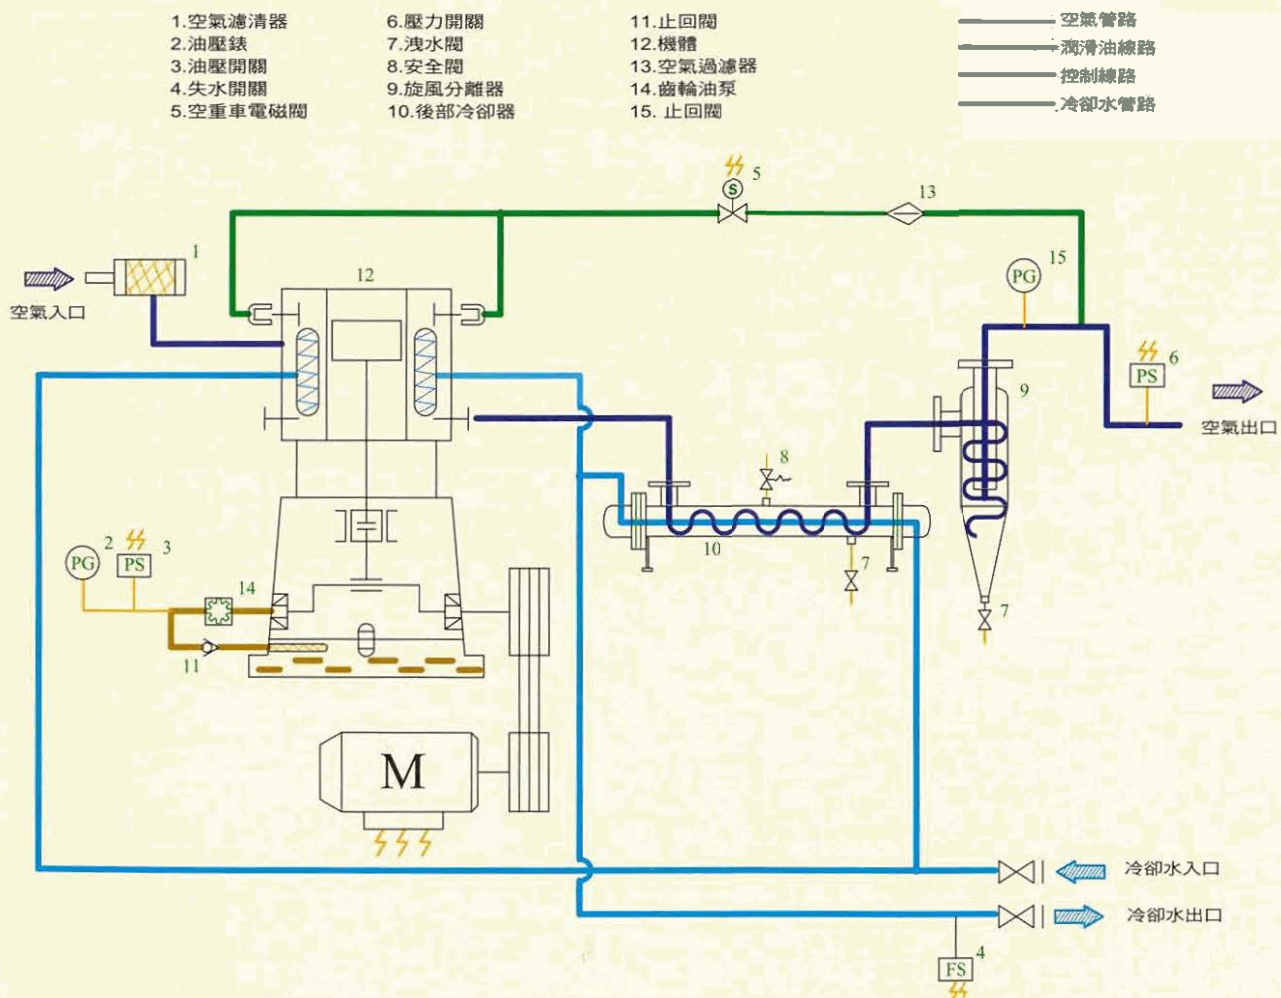 1.空氣濾清器
2.油壓錶
3.油壓開關
4.失水開關
5.空重車電磁閥
6.壓力開關
7.洩水閥
8.安全閥
9.旋風分離器
10.後部冷卻器
11.止回閥
12.機體
13.空氣過濾器
14.齒輪油泵
15. 止回閥
空氣管路
潤滑油線路
控制線路
冷卻水管路
5
S
13
1
12
15
PG
空氣入口
6
PS
9
空氣出口
8
10
7
2
3
PG
PS
14
11
7
M
冷卻水入口
冷卻水出口
4
FS